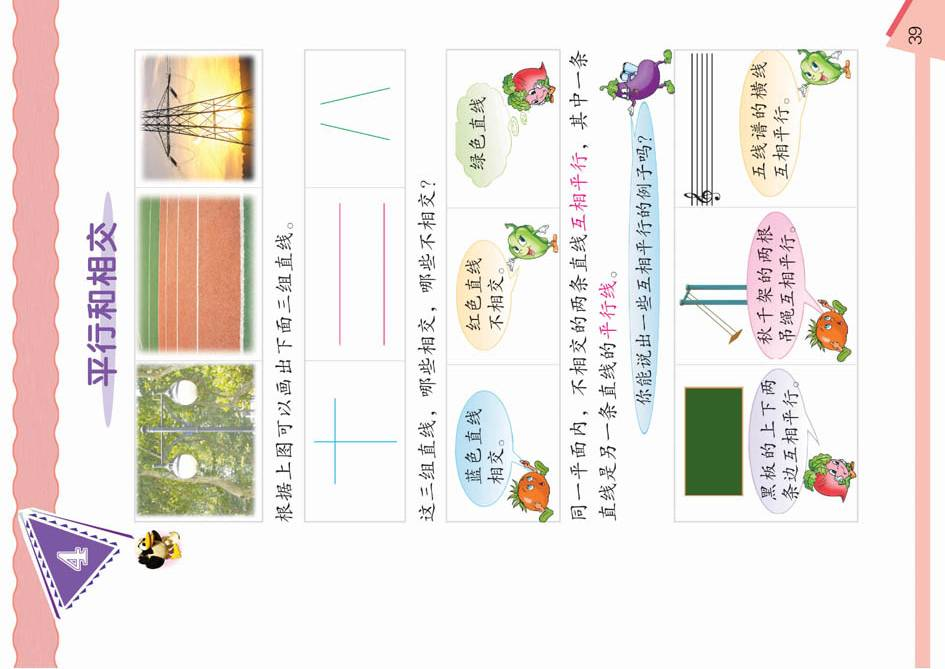 4
平行和相交
根据上图可以画出下面三组直线。
这三组直线，哪些相交，哪些不相交？
蓝色直线
相交。
红色直线
不相交。
绿色直线
同一平面内，不相交的两条直线互相平行，其中一条
直线是另一条直线的平行线。
你能说出一些互相平行的例子吗？
黑板的上下两
条边互相平行。
秋千架的两根
吊绳互相平行。
五线谱的横线
互相平行。
39